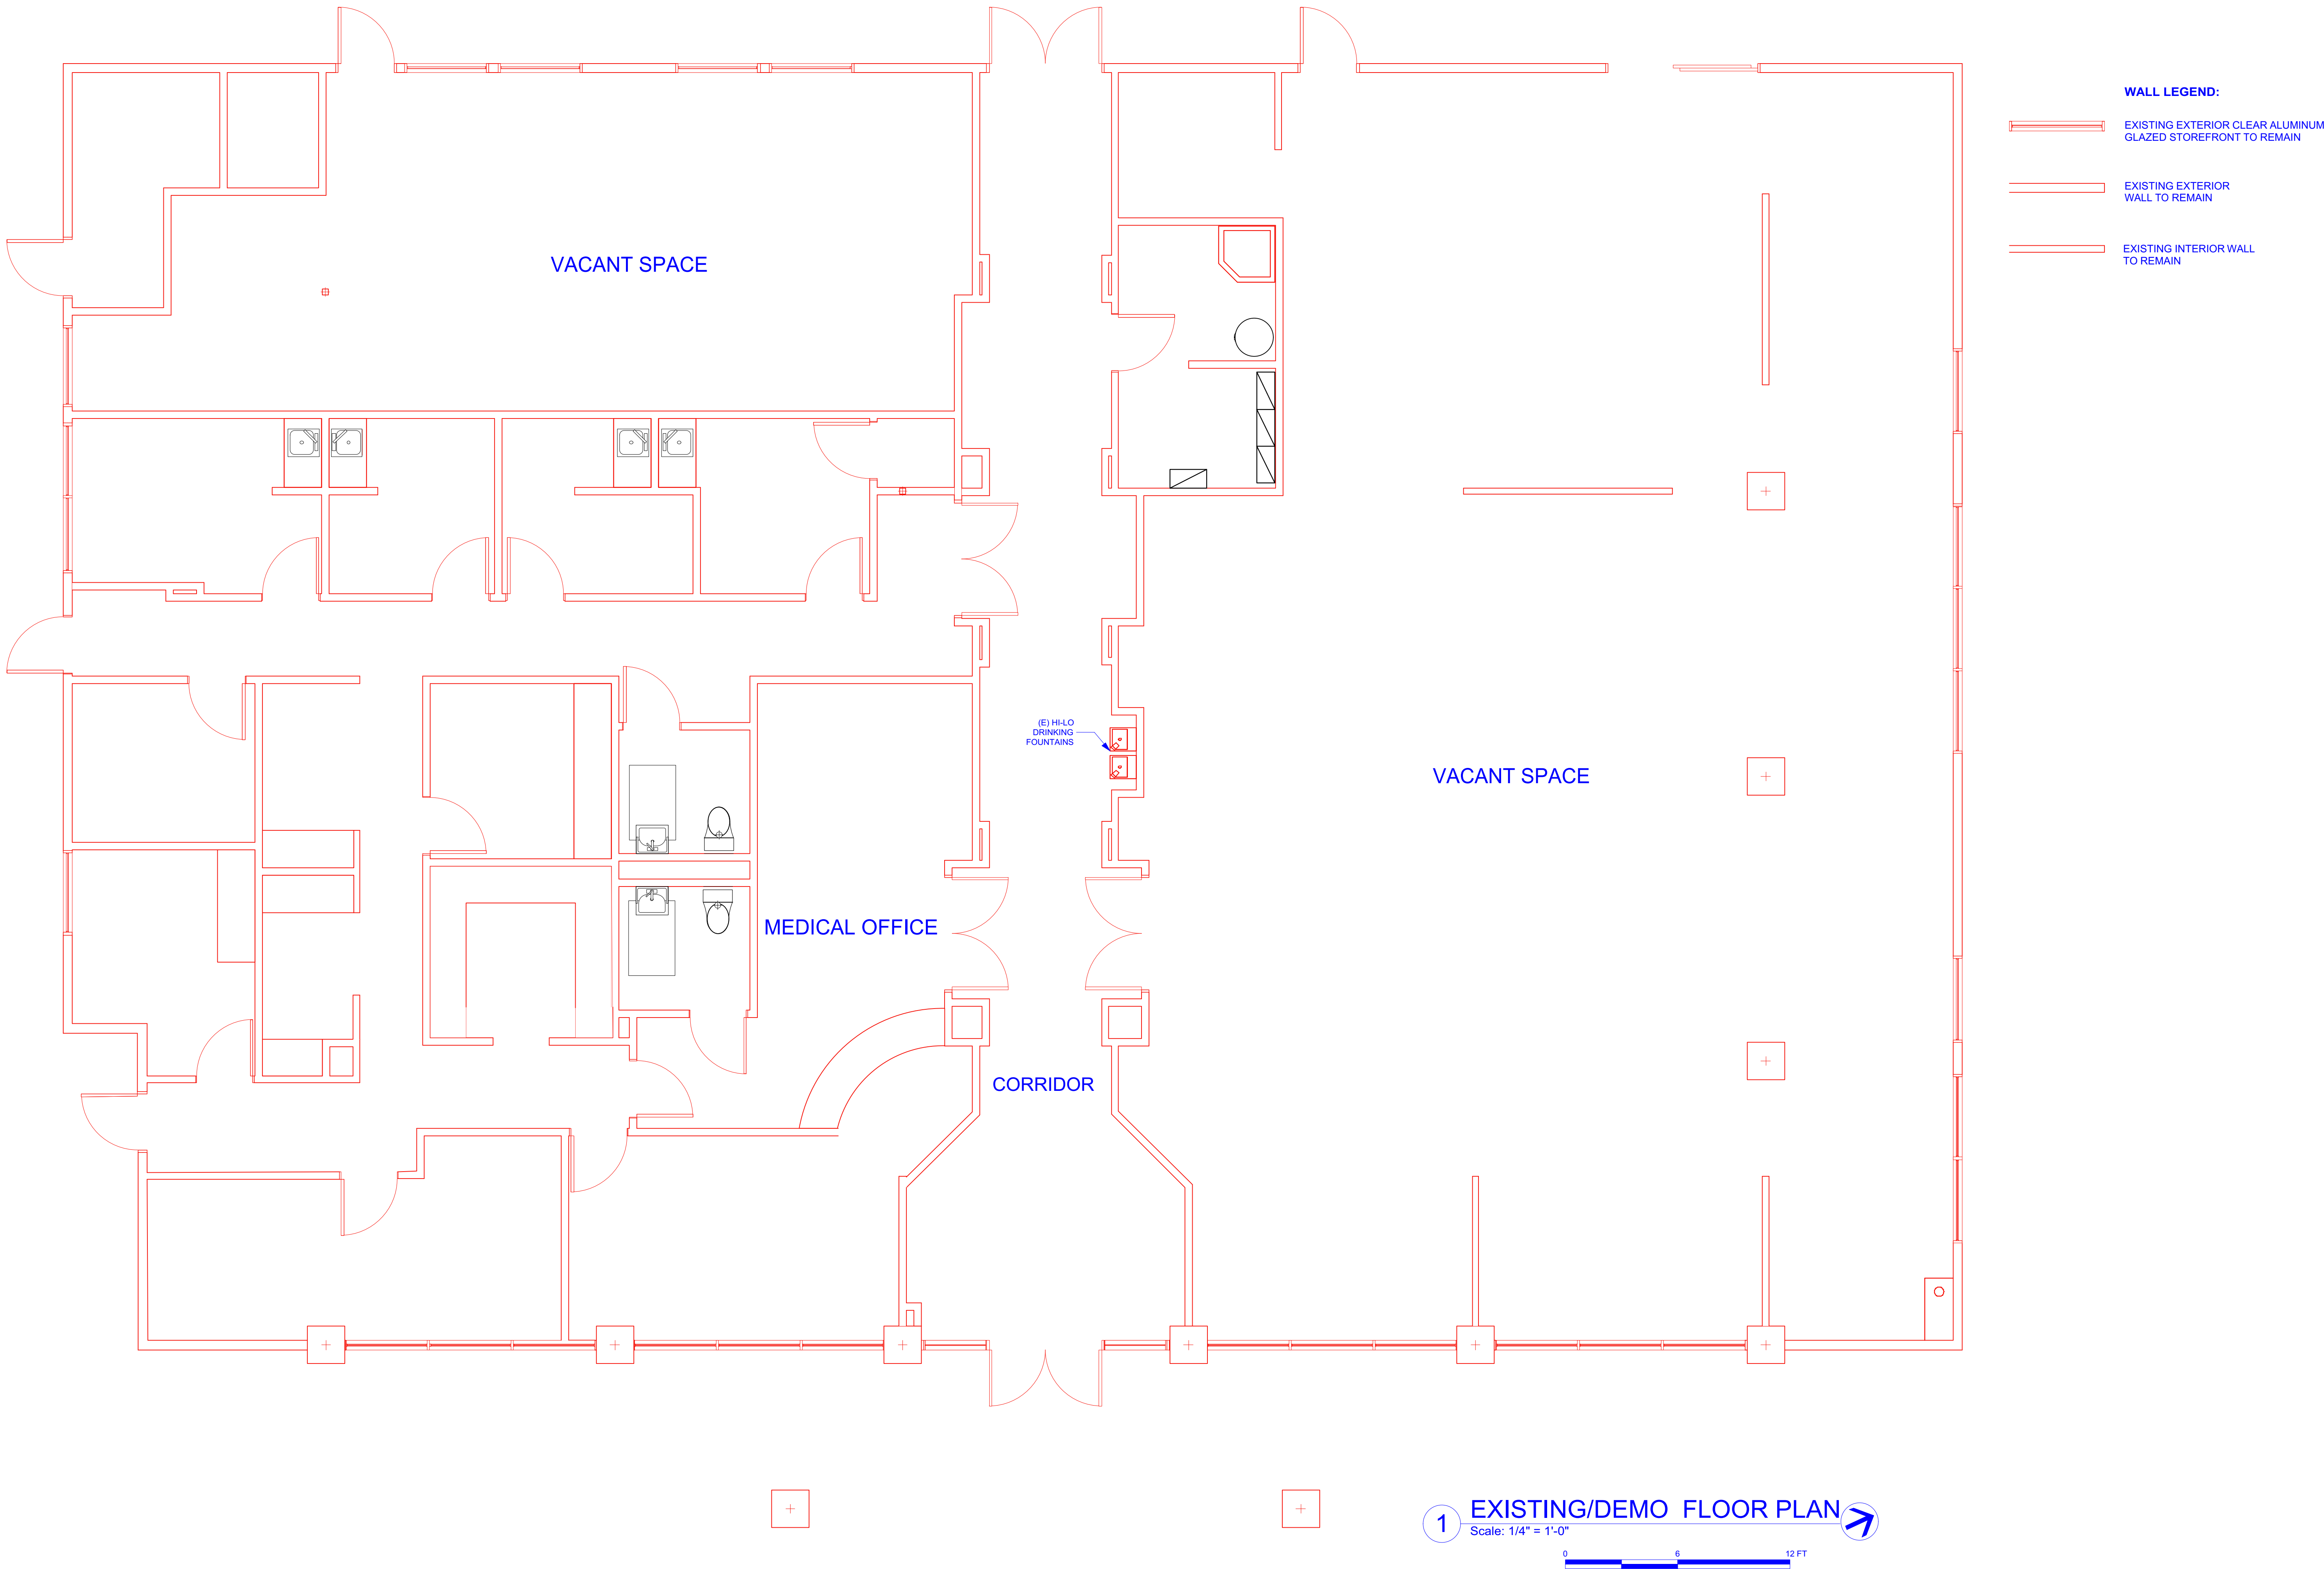 WALL LEGEND:
EXISTING EXTERIOR CLEAR ALUMINUM
GLAZED STOREFRONT TO REMAIN
EXISTING EXTERIOR
WALL TO REMAIN
EXISTING INTERIOR WALL
TO REMAIN
VACANT SPACE
(E) HI-LO
DRINKING
FOUNTAINS
VACANT SPACE
MEDICAL OFFICE
CORRIDOR
1
EXISTING/DEMO FLOOR PLAN
Scale: 1/4" = 1'-0"
0 6 12 FT